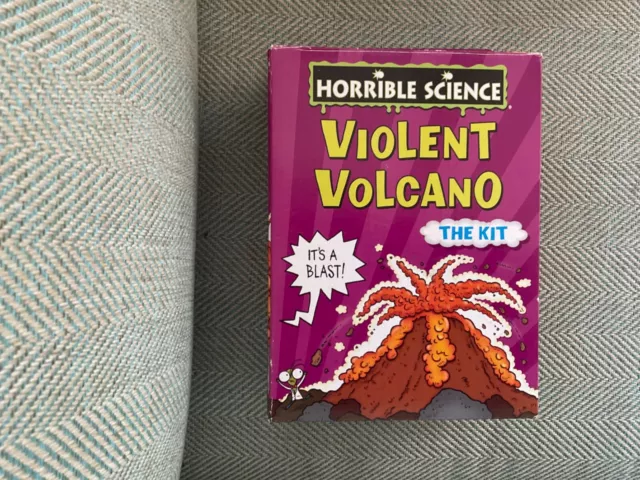 HORRIBLE SCIENCE
VIOLENT
VOLCANO
THE KIT
IT'S A
BLAST!